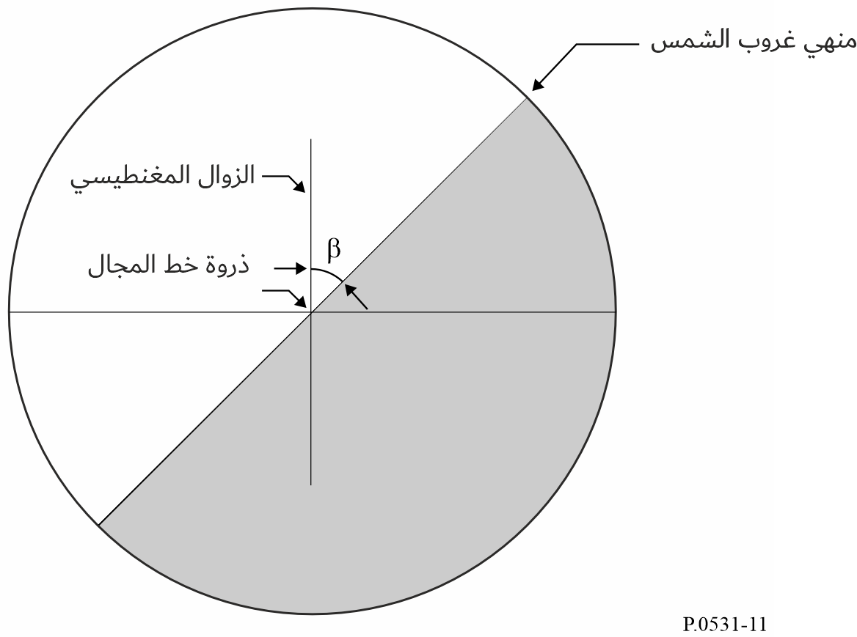 منهي غروب الشمس
الزوال المغنطيسي
β
ذروة خط المجال
P.0531-11